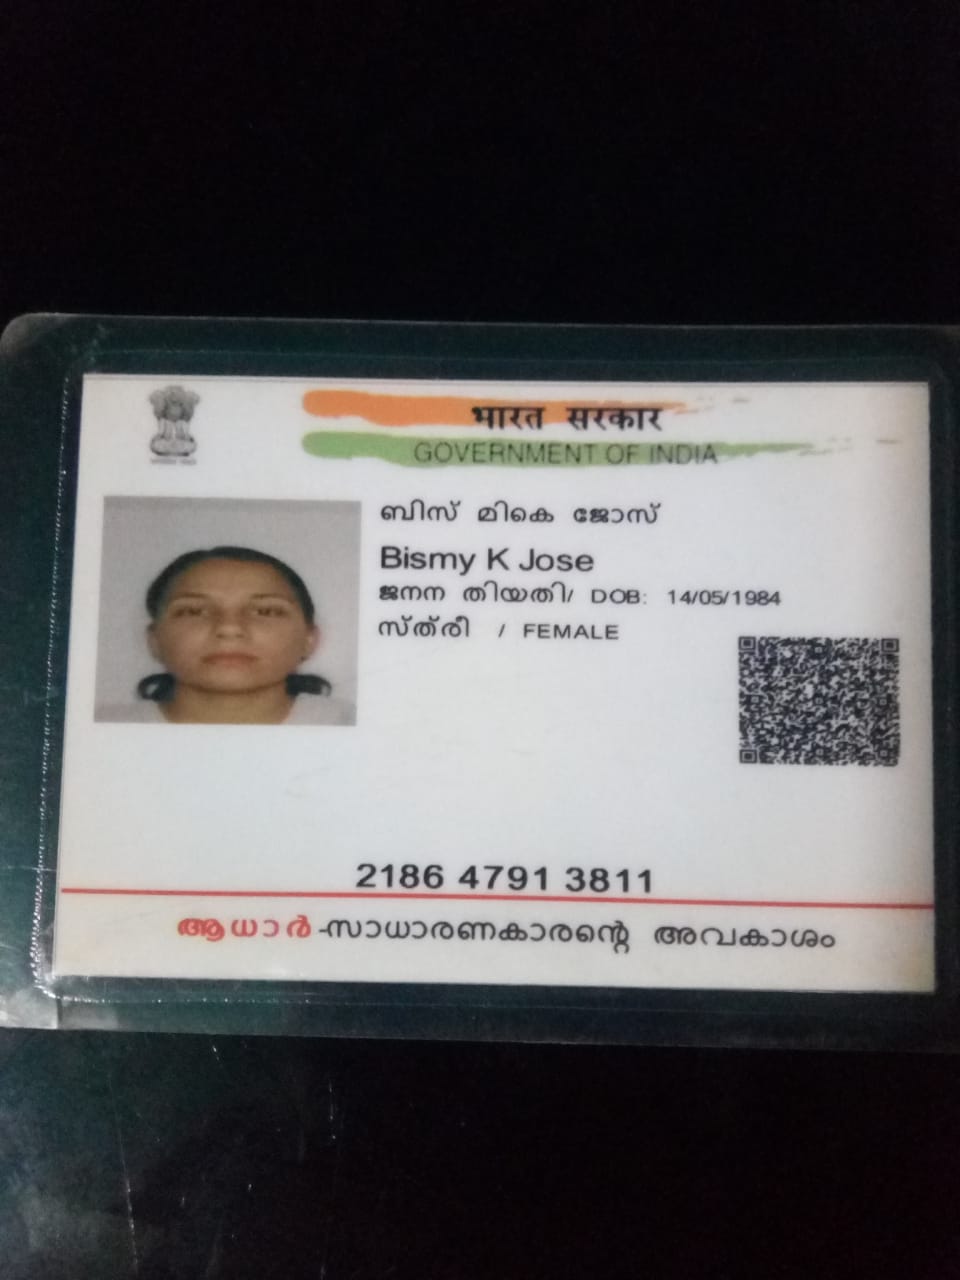 भारत सरकार
GOVERNMENT OF INDIA
ബിസ് മികെ ജോസ്
Bismy K Jose
ജനന തിയതി/ DOB: 14/05/1984
സ്ത്രീ / FEMALE
2186 4791 3811
ആധാർ-സാധാരണകാരന്റെ അവകാശം